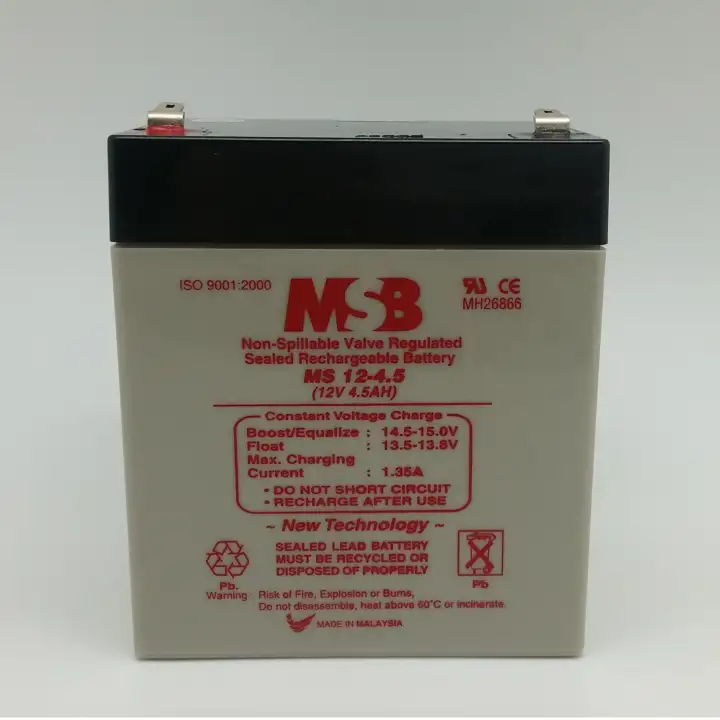 ISO 9001:2000
MSB
CE
MH26866
Non-Spillable Valve Regulated
Sealed Rechargeable Battery
MS 12-4.5
(12V 4.5AH)
Constant Voltage Charge
Boost/Equalize : 14.5-15.0V
Float : 13.5-13.8V
Max. Charging
Current : 1.35A
• DO NOT SHORT CIRCUIT
• RECHARGE AFTER USE
~ New Technology ~
SEALED LEAD BATTERY
MUST BE RECYCLED OR
DISPOSED OF PROPERLY
Pb.
Pb
Warning: Risk of Fire, Explosion or Burns,
Do not disassemble, heat above 60°C or incinerate.
MADE IN MALAYSIA